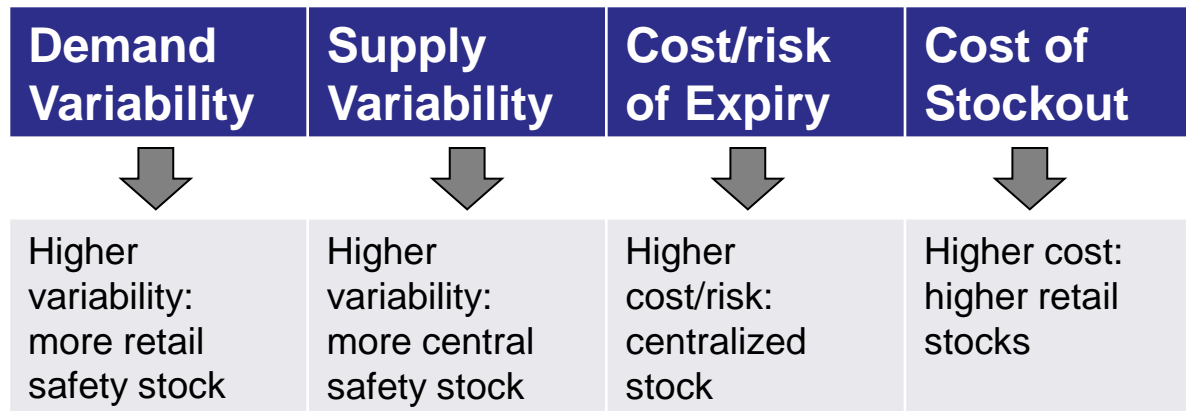 Demand
Variability
Supply
Variability
Cost/risk
of Expiry
Cost of
Stockout
Higher
variability:
more retail
safety stock
Higher
variability:
more central
safety stock
Higher
cost/risk:
centralized
stock
Higher cost:
higher retail
stocks